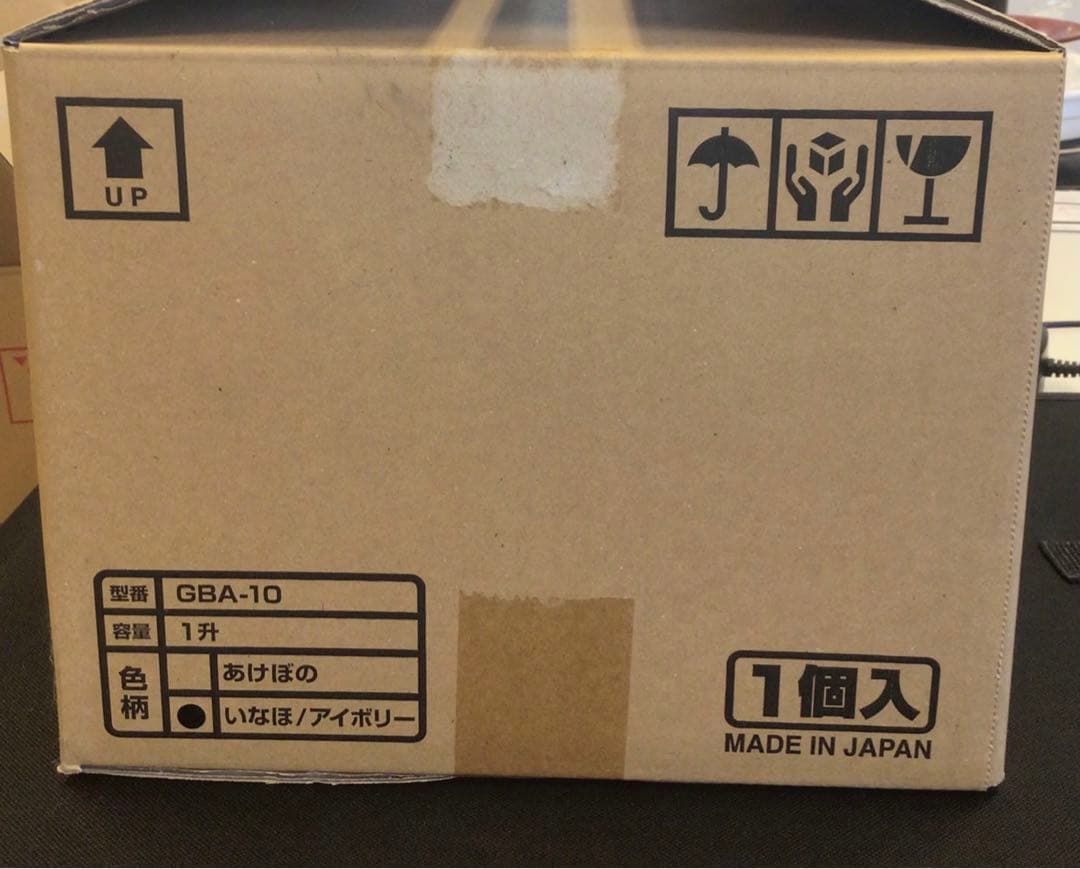 UP
型番 GBA-10
容量 1升
色柄 あけぼの
いなほ/アイボリー
1個入
MADE IN JAPAN